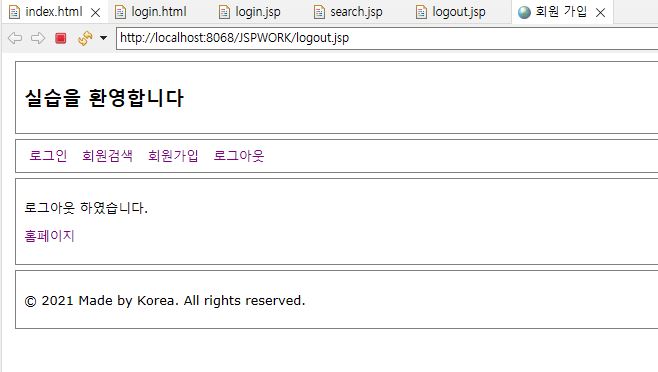 index.html login.html login.jsp search.jsp logout.jsp 회원 가입
http://localhost:8068/JSPWORK/logout.jsp
실습을 환영합니다
로그인 회원검색 회원가입 로그아웃
로그아웃 하였습니다.
홈페이지
© 2021 Made by Korea. All rights reserved.